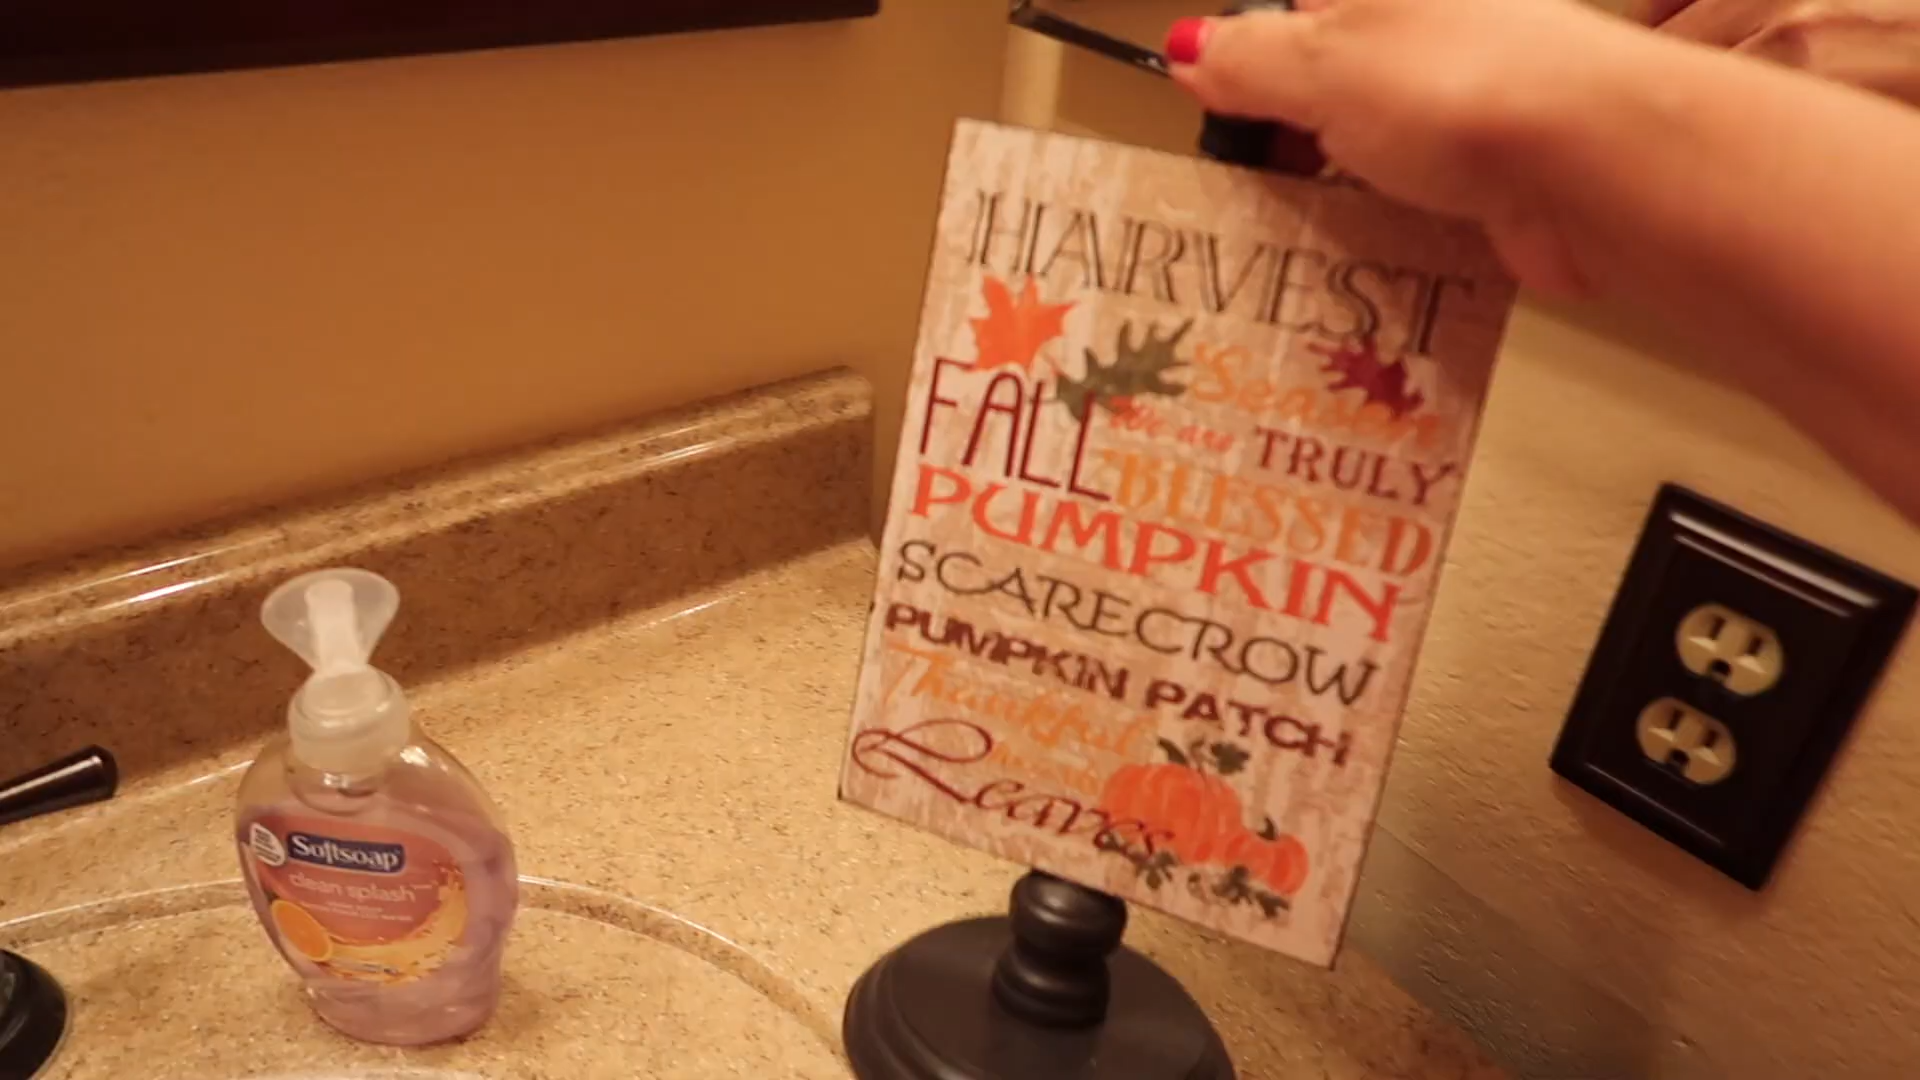 HARVEST
Season
FALL We are TRULY
BLESSED
PUMPKIN
SCARECROW
PUMPKIN PATCH
Thankful
Leaves
Softsoap
clean splash